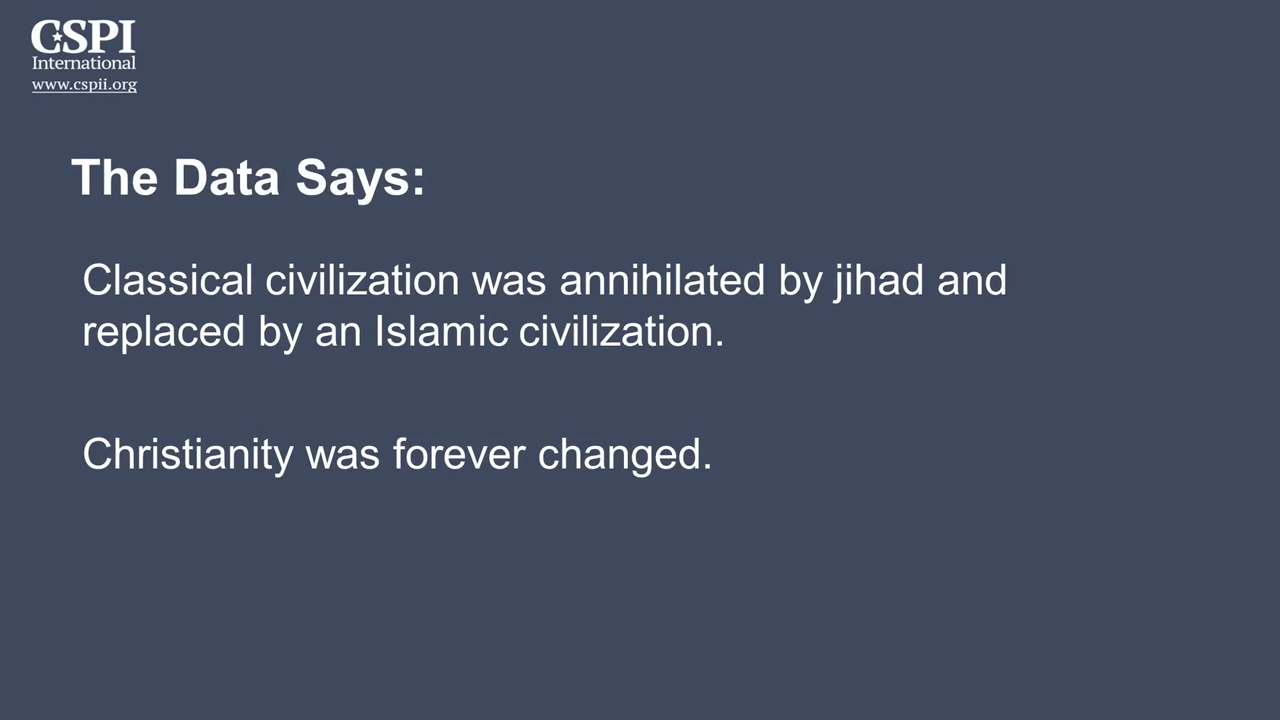 CSPI
International
www.cspii.org
The Data Says:
Classical civilization was annihilated by jihad and
replaced by an Islamic civilization.
Christianity was forever changed.